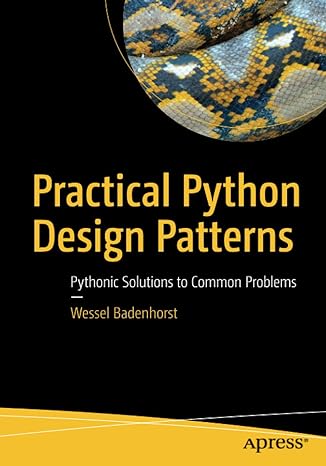 Practical Python
Design Patterns
Pythonic Solutions to Common Problems
—
Wessel Badenhorst
Apress®